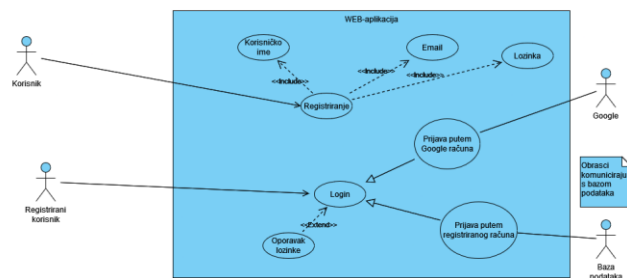 WEB-aplikacija
Korisničko
ime
Email
Lozinka
<<Include>>
<<Include>>
<<Include>>
Korisnik
Registriranje
Google
Prijava putem
Google računa
Obrasci
komuniciraju
s bazom
podataka
Login
Registrirani
korisnik
<<Extend>>
Oporavak
lozinke
Prijava putem
registriranog računa
Baza
podataka